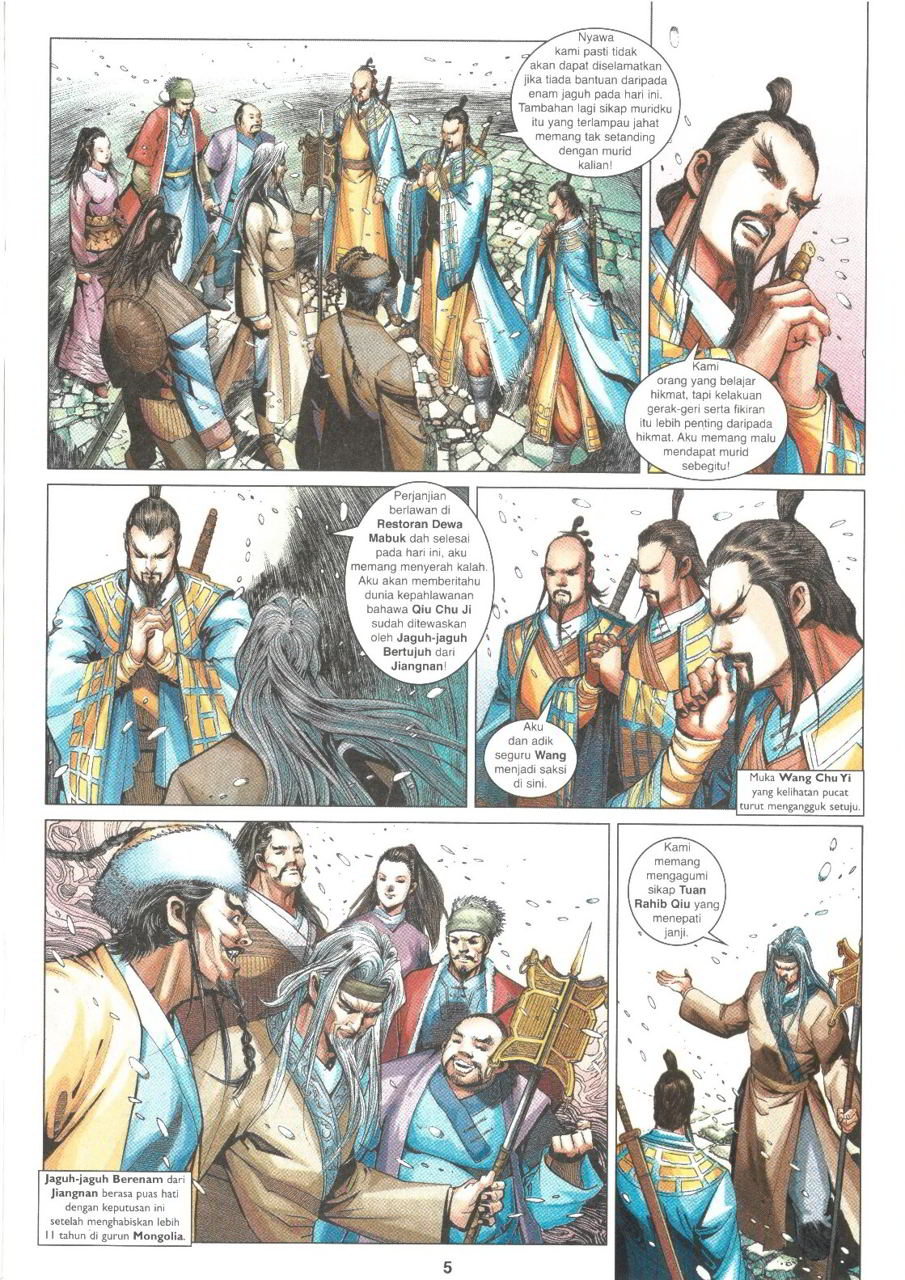 Nyawa
kami pasti tidak
akan dapat diselamatkan
jika tiada bantuan daripada
enam jaguh pada hari ini.
Tambahan lagi sikap muridku
itu yang terlampau jahat
memang tak setanding
dengan murid
kalian!
Kami
orang yang belajar
hikmat, tapi kelakuan
gerak-geri serta fikiran
itu lebih penting daripada
hikmat. Aku memang malu
mendapat murid
sebegitu!
Perjanjian
berlawan di
Restoran Dewa
Mabuk dah selesai
pada hari ini, aku
memang menyerah kalah.
Aku akan memberitahu
dunia kepahlawanan
bahawa Qiu Chu Ji
sudah ditewaskan
oleh Jaguh-jaguh
Bertujuh dari
Jiangnan!
Aku
dan adik
seguru Wang
menjadi saksi
di sini.
Muka Wang Chu Yi
yang kelihatan pucat
turut mengangguk setuju.
Jaguh-jaguh Berenam dari
Jiangnan berasa puas hati
dengan keputusan ini
setelah menghabiskan lebih
11 tahun di gurun Mongolia.
Kami
memang
mengagumi
sikap Tuan
Rahib Qiu yang
menepati
janji.
5